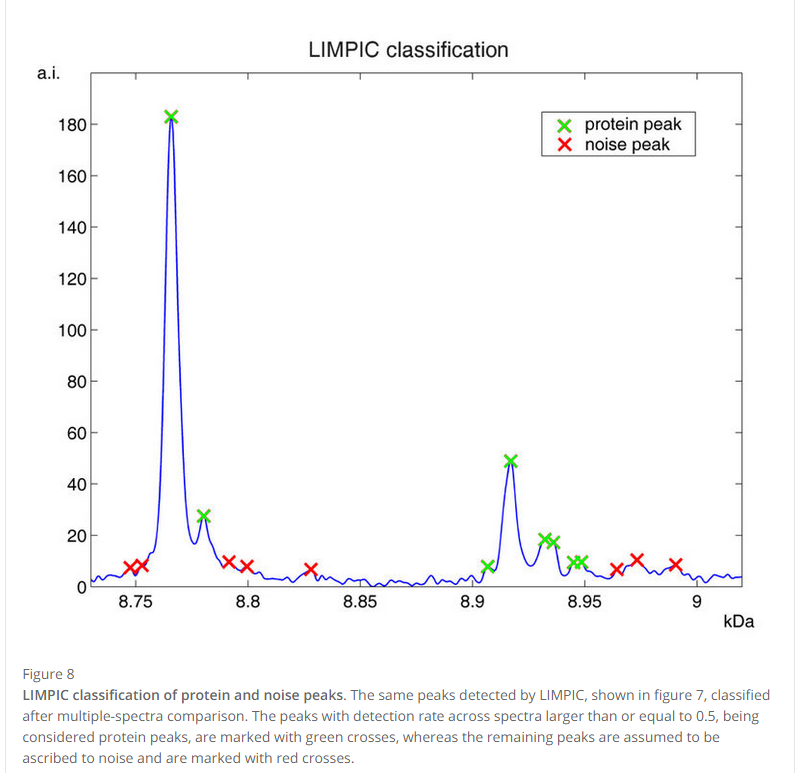 LIMPIC classification
a.i.
protein peak
noise peak
180
160
140
120
100
80
60
40
20
0
8.75 8.8 8.85 8.9 8.95 9
kDa
Figure 8
LIMPIC classification of protein and noise peaks. The same peaks detected by LIMPIC, shown in figure 7, classified
after multiple-spectra comparison. The peaks with detection rate across spectra larger than or equal to 0.5, being
considered protein peaks, are marked with green crosses, whereas the remaining peaks are assumed to be
ascribed to noise and are marked with red crosses.